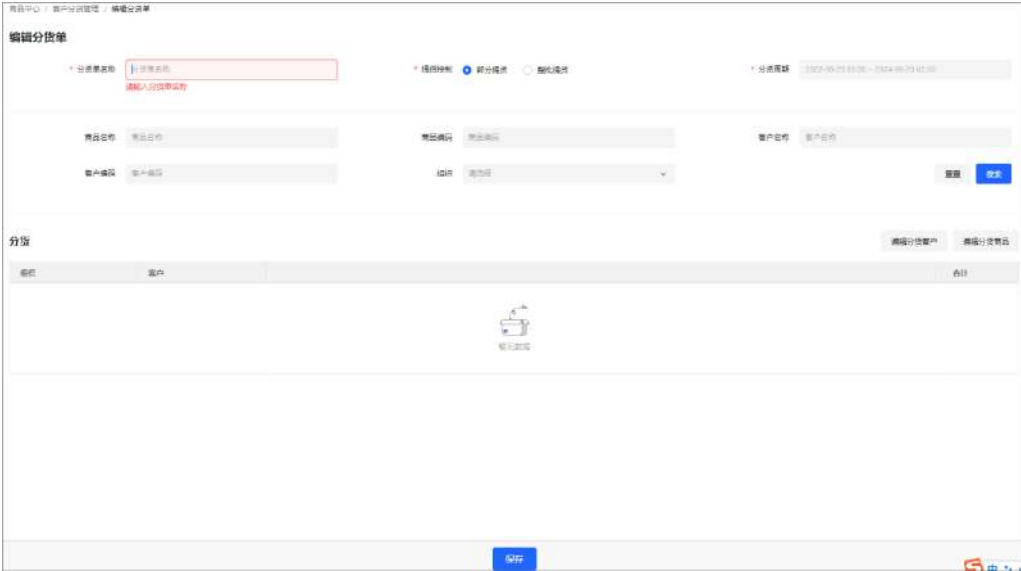 商品中心 / 客户分货管理 / 编辑分货单
编辑分货单
* 分货单名称 分货单名称
请输入分货单名称
* 提货控制 部分提货 整批提货
* 分货周期
商品名称 商品名称
商品编码 商品编码
客户名称 客户名称
客户编码 客户编码
组织 请选择
重置 搜索
分货
编辑分货客户 编辑分货商品
组织 客户 合计
暂无数据
保存
中